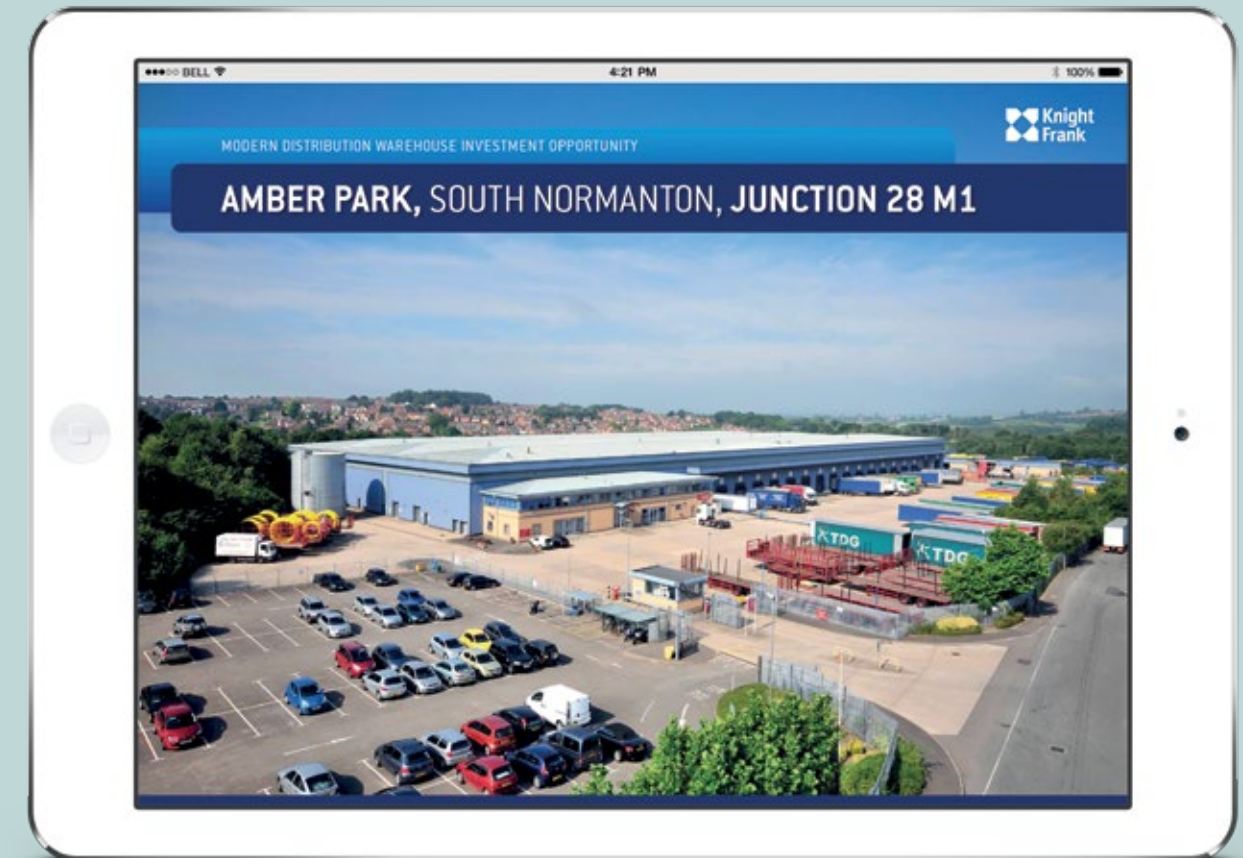 BELL
4:21 PM
100%
Knight
Frank
MODERN DISTRIBUTION WAREHOUSE INVESTMENT OPPORTUNITY
AMBER PARK, SOUTH NORMANTON, JUNCTION 28 M1
TDG
TDG